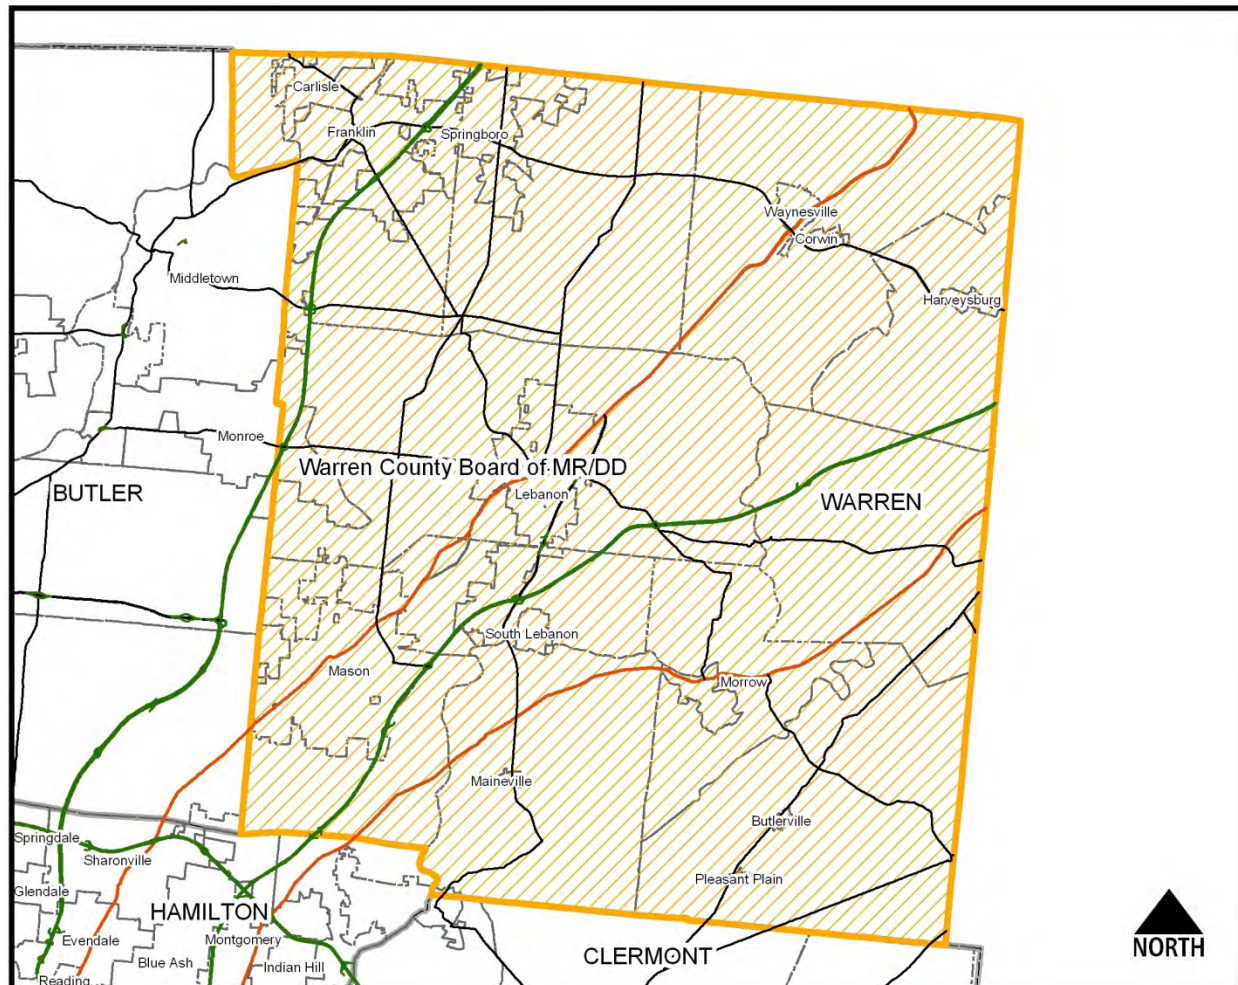 Carlisle
Franklin
Springboro
Waynesville
Corwin
Middletown
Harveysburg
Monroe
Warren County Board of MR/DD
BUTLER
Lebanon
WARREN
South Lebanon
Mason
Morrow
Maineville
Butlerville
Springdale
Sharonville
Pleasant Plain
Glendale
HAMILTON
Evendale
Montgomery
CLERMONT
NORTH
Blue Ash
Indian Hill
Reading